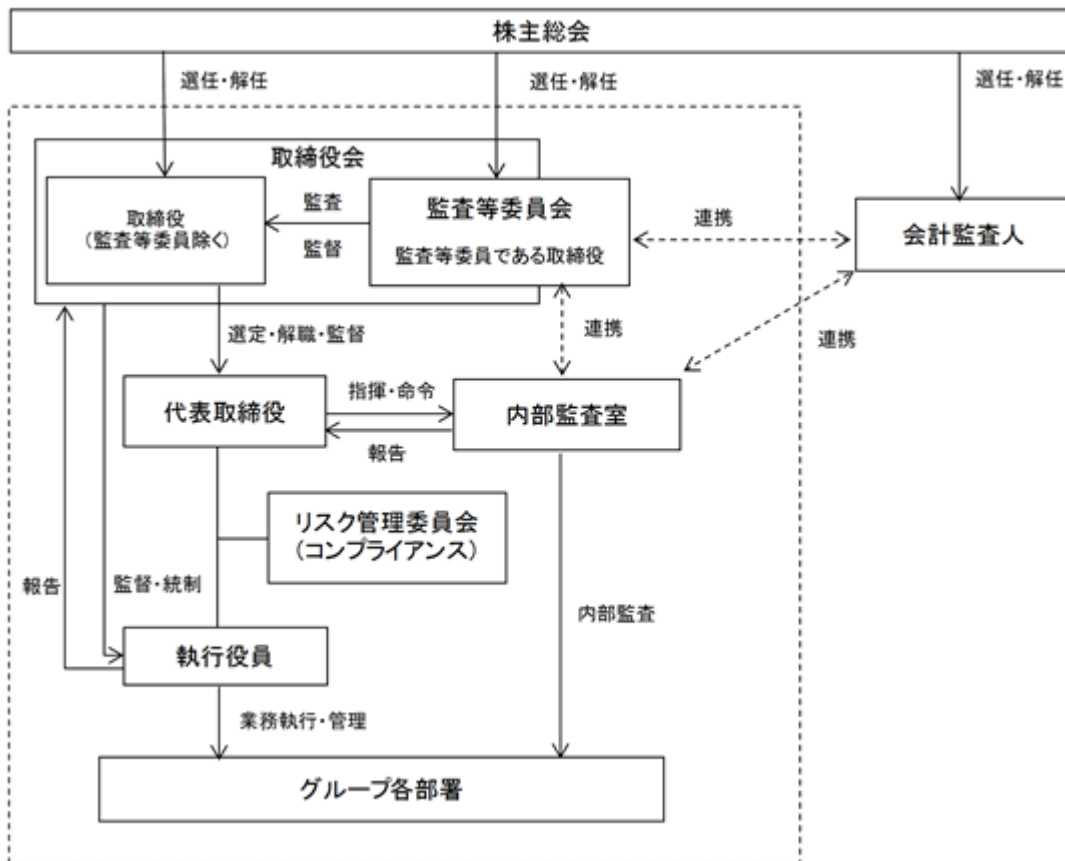 株主総会
選任・解任
選任・解任
選任・解任
取締役会
取締役
(監査等委員除く)
監査
監督
監査等委員会
監査等委員である取締役
連携
会計監査人
選定・解職・監督
連携
連携
代表取締役
指揮・命令
報告
内部監査室
リスク管理委員会
(コンプライアンス)
報告
監督・統制
内部監査
執行役員
業務執行・管理
グループ各部署